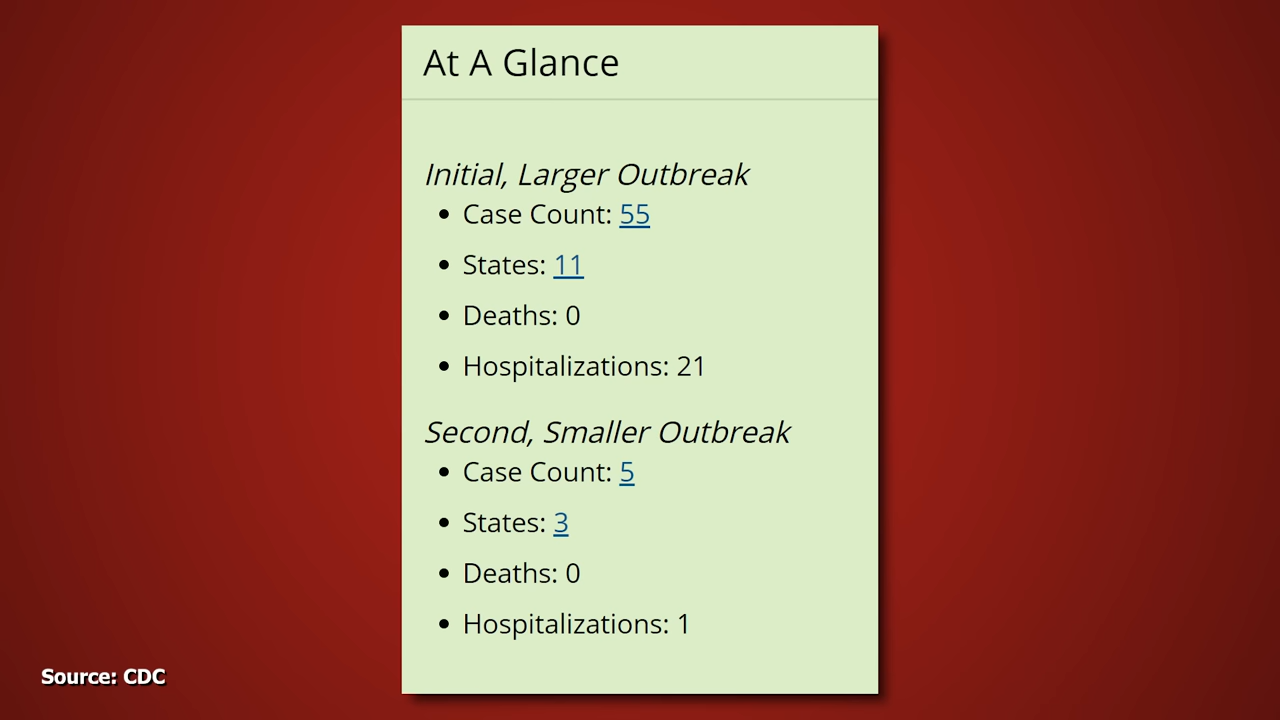 At A Glance
Initial, Larger Outbreak
• Case Count: 55
• States: 11
• Deaths: 0
• Hospitalizations: 21
Second, Smaller Outbreak
• Case Count: 5
• States: 3
• Deaths: 0
• Hospitalizations: 1
Source: CDC